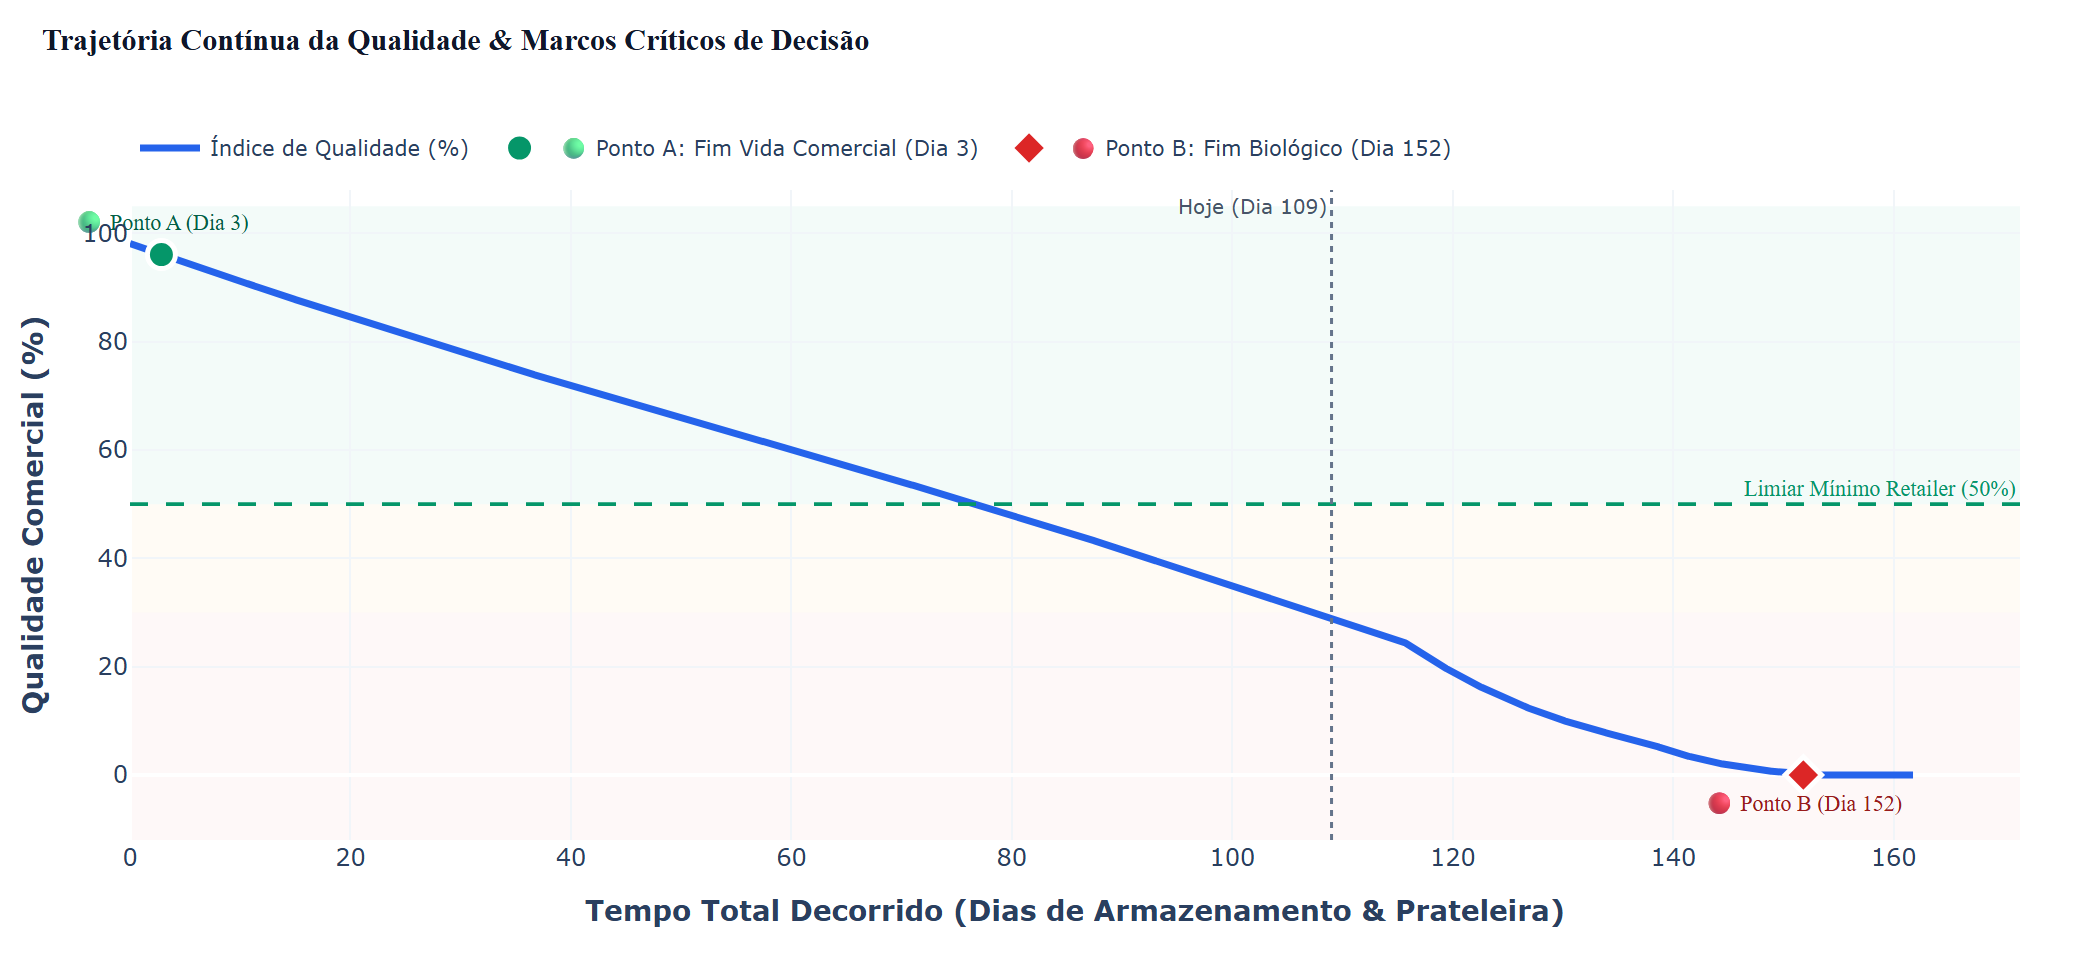 Trajetória Contínua da Qualidade & Marcos Críticos de Decisão
Índice de Qualidade (%)
Ponto A: Fim Vida Comercial (Dia 3)
Ponto B: Fim Biológico (Dia 152)
Hoje (Dia 109)
Ponto A (Dia 3)
100
80
60
40
20
0
Qualidade Comercial (%)
Limiar Mínimo Retailer (50%)
Ponto B (Dia 152)
0 20 40 60 80 100 120 140 160
Tempo Total Decorrido (Dias de Armazenamento & Prateleira)